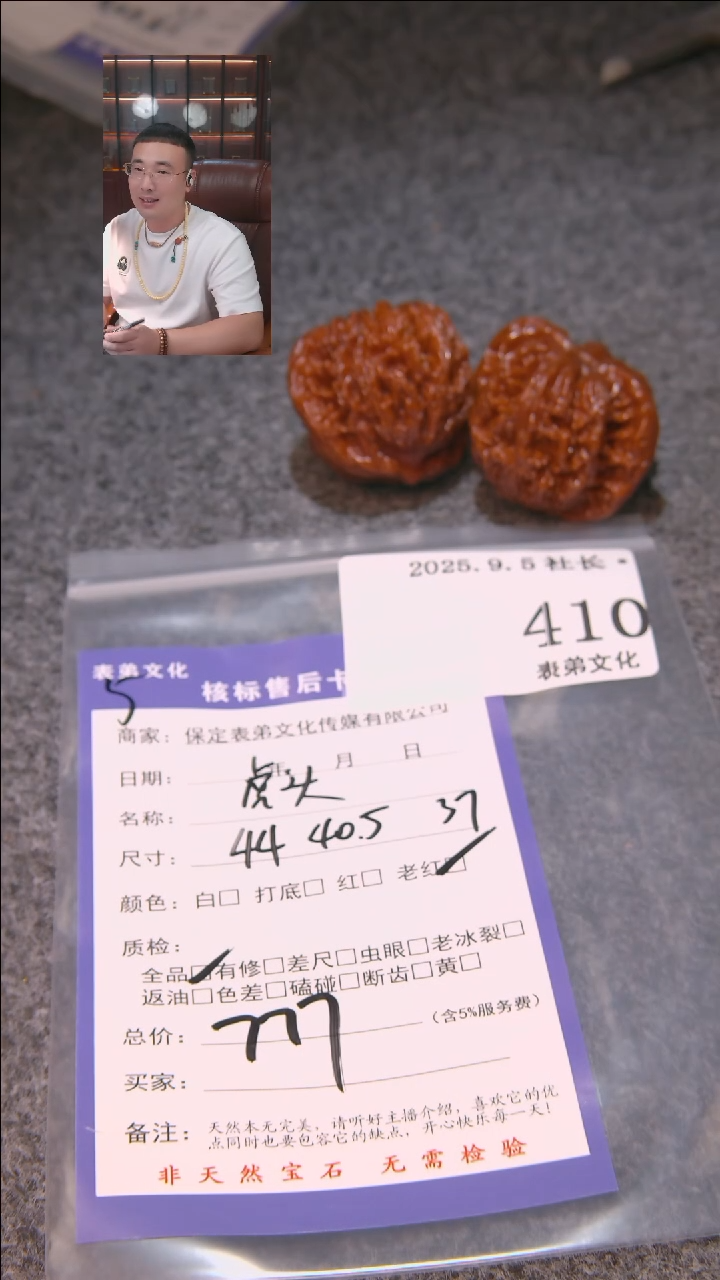 2025.9.5 社长 -
410
表弟文化
表弟文化
5
核标售后卡
商家：保定表弟文化传媒有限公司
日期： 年 月 日
名称：虎头
尺寸：44 40.5 37
颜色：白□ 打底□ 红□ 老红☑
质检：
全品☑有修□差尺□虫眼□老冰裂□
返油□色差□磕碰□断齿□黄□
总价：777（含5%服务费）
买家：
备注：天然本无完美，请听好主播介绍，喜欢它的优
点同时也要包容它的缺点，开心快乐每一天！
非天然宝石 无需检验